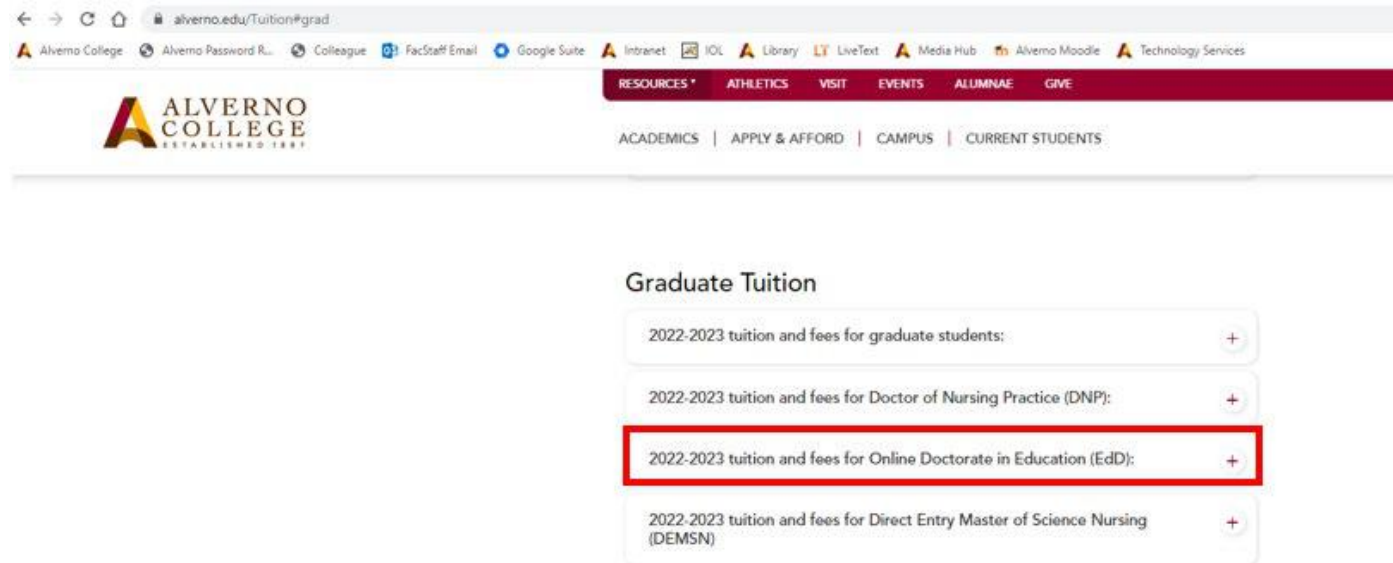 alverno.edu/Tuition#grad
Alverno College Alverno Password R... Colleague FacStaff Email Google Suite Intranet IOL Library LT LiveText Media Hub Alverno Moodle Technology Services
RESOURCES ATHLETICS VISIT EVENTS ALUMNAE GIVE
ALVERNO
COLLEGE
ESTABLISHED 1887
ACADEMICS | APPLY & AFFORD | CAMPUS | CURRENT STUDENTS
Graduate Tuition
2022-2023 tuition and fees for graduate students: +
2022-2023 tuition and fees for Doctor of Nursing Practice (DNP): +
2022-2023 tuition and fees for Online Doctorate in Education (EdD): +
2022-2023 tuition and fees for Direct Entry Master of Science Nursing +
(DEMSN)